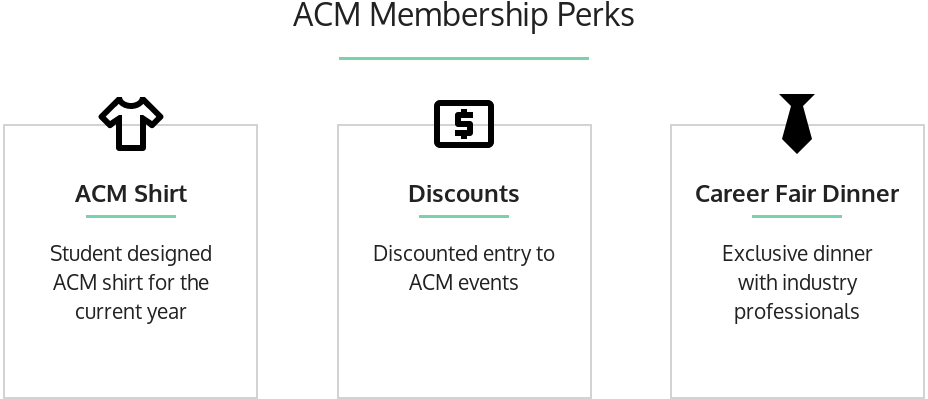 ACM Membership Perks
ACM Shirt
Student designed
ACM shirt for the
current year
Discounts
Discounted entry to
ACM events
Career Fair Dinner
Exclusive dinner
with industry
professionals